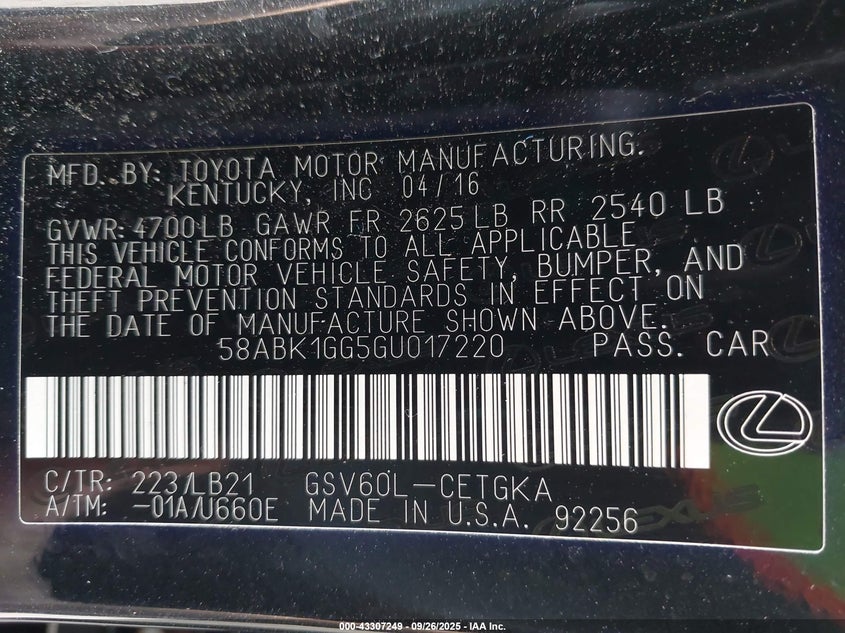 MFD. BY: TOYOTA MOTOR MANUFACTURING.
KENTUCKY, INC 04/16
GVWR: 4700LB GAWR FR 2625LB RR 2540 LB
THIS VEHICLE CONFORMS TO ALL APPLICABLE
FEDERAL MOTOR VEHICLE SAFETY, BUMPER, AND
THEFT PREVENTION STANDARDS IN EFFECT ON
THE DATE OF MANUFACTURE SHOWN ABOVE.
58ABK1GG5GU017220 PASS. CAR
C/TR: 223/LB21 GSV60L-CETGKA
A/TM: -01A/U660E MADE IN U.S.A. 92256
LEXUS
000-43307249 - 09/26/2025 - IAA Inc.